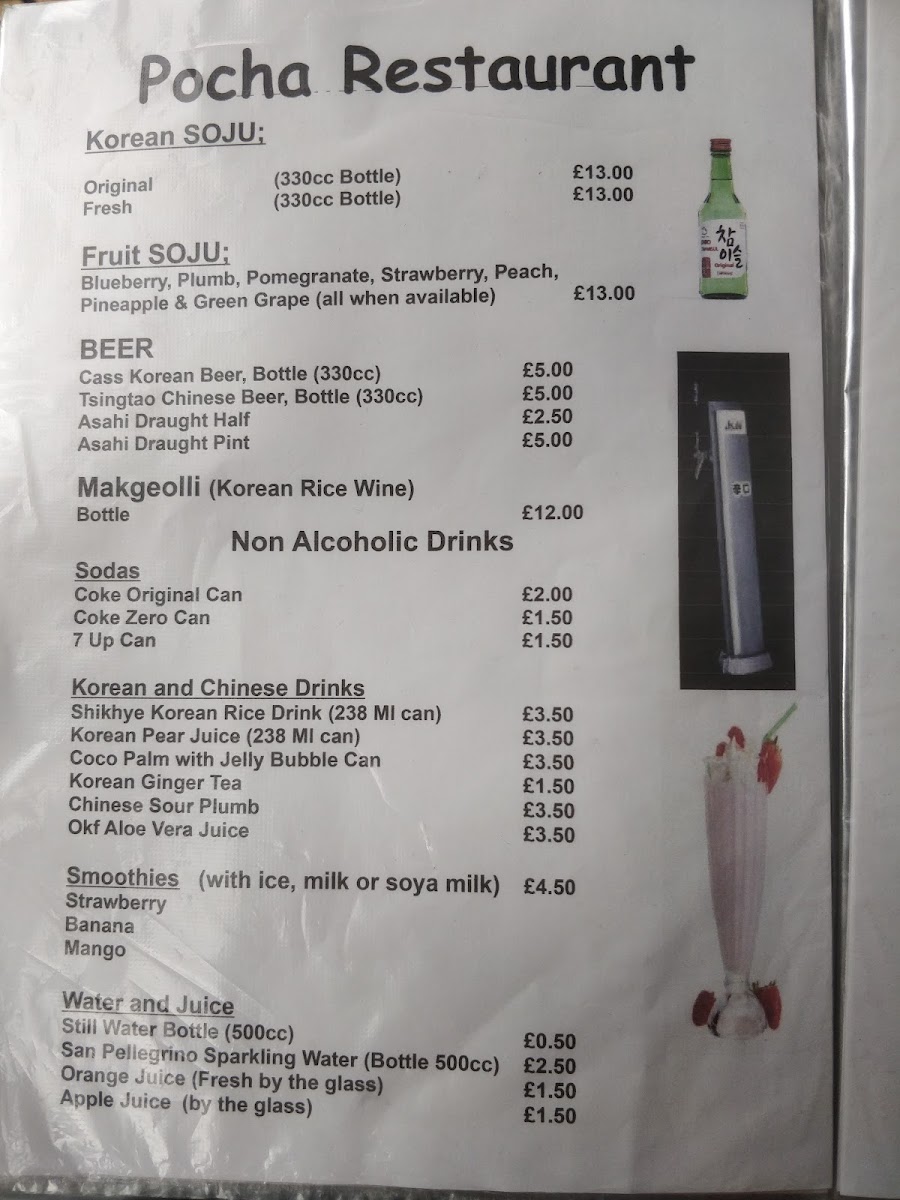 Pocha Restaurant
Korean SOJU;
Original (330cc Bottle) £13.00
Fresh (330cc Bottle) £13.00
Fruit SOJU;
Blueberry, Plumb, Pomegranate, Strawberry, Peach,
Pineapple & Green Grape (all when available) £13.00
BEER
Cass Korean Beer, Bottle (330cc) £5.00
Tsingtao Chinese Beer, Bottle (330cc) £5.00
Asahi Draught Half £2.50
Asahi Draught Pint £5.00
Makgeolli (Korean Rice Wine)
Bottle £12.00
Non Alcoholic Drinks
Sodas
Coke Original Can £2.00
Coke Zero Can £1.50
7 Up Can £1.50
Korean and Chinese Drinks
Shikhye Korean Rice Drink (238 Ml can) £3.50
Korean Pear Juice (238 Ml can) £3.50
Coco Palm with Jelly Bubble Can £3.50
Korean Ginger Tea £1.50
Chinese Sour Plumb £3.50
Okf Aloe Vera Juice £3.50
Smoothies (with ice, milk or soya milk) £4.50
Strawberry
Banana
Mango
Water and Juice
Still Water Bottle (500cc) £0.50
San Pellegrino Sparkling Water (Bottle 500cc) £2.50
Orange Juice (Fresh by the glass) £1.50
Apple Juice (by the glass) £1.50
참
이슬
Original